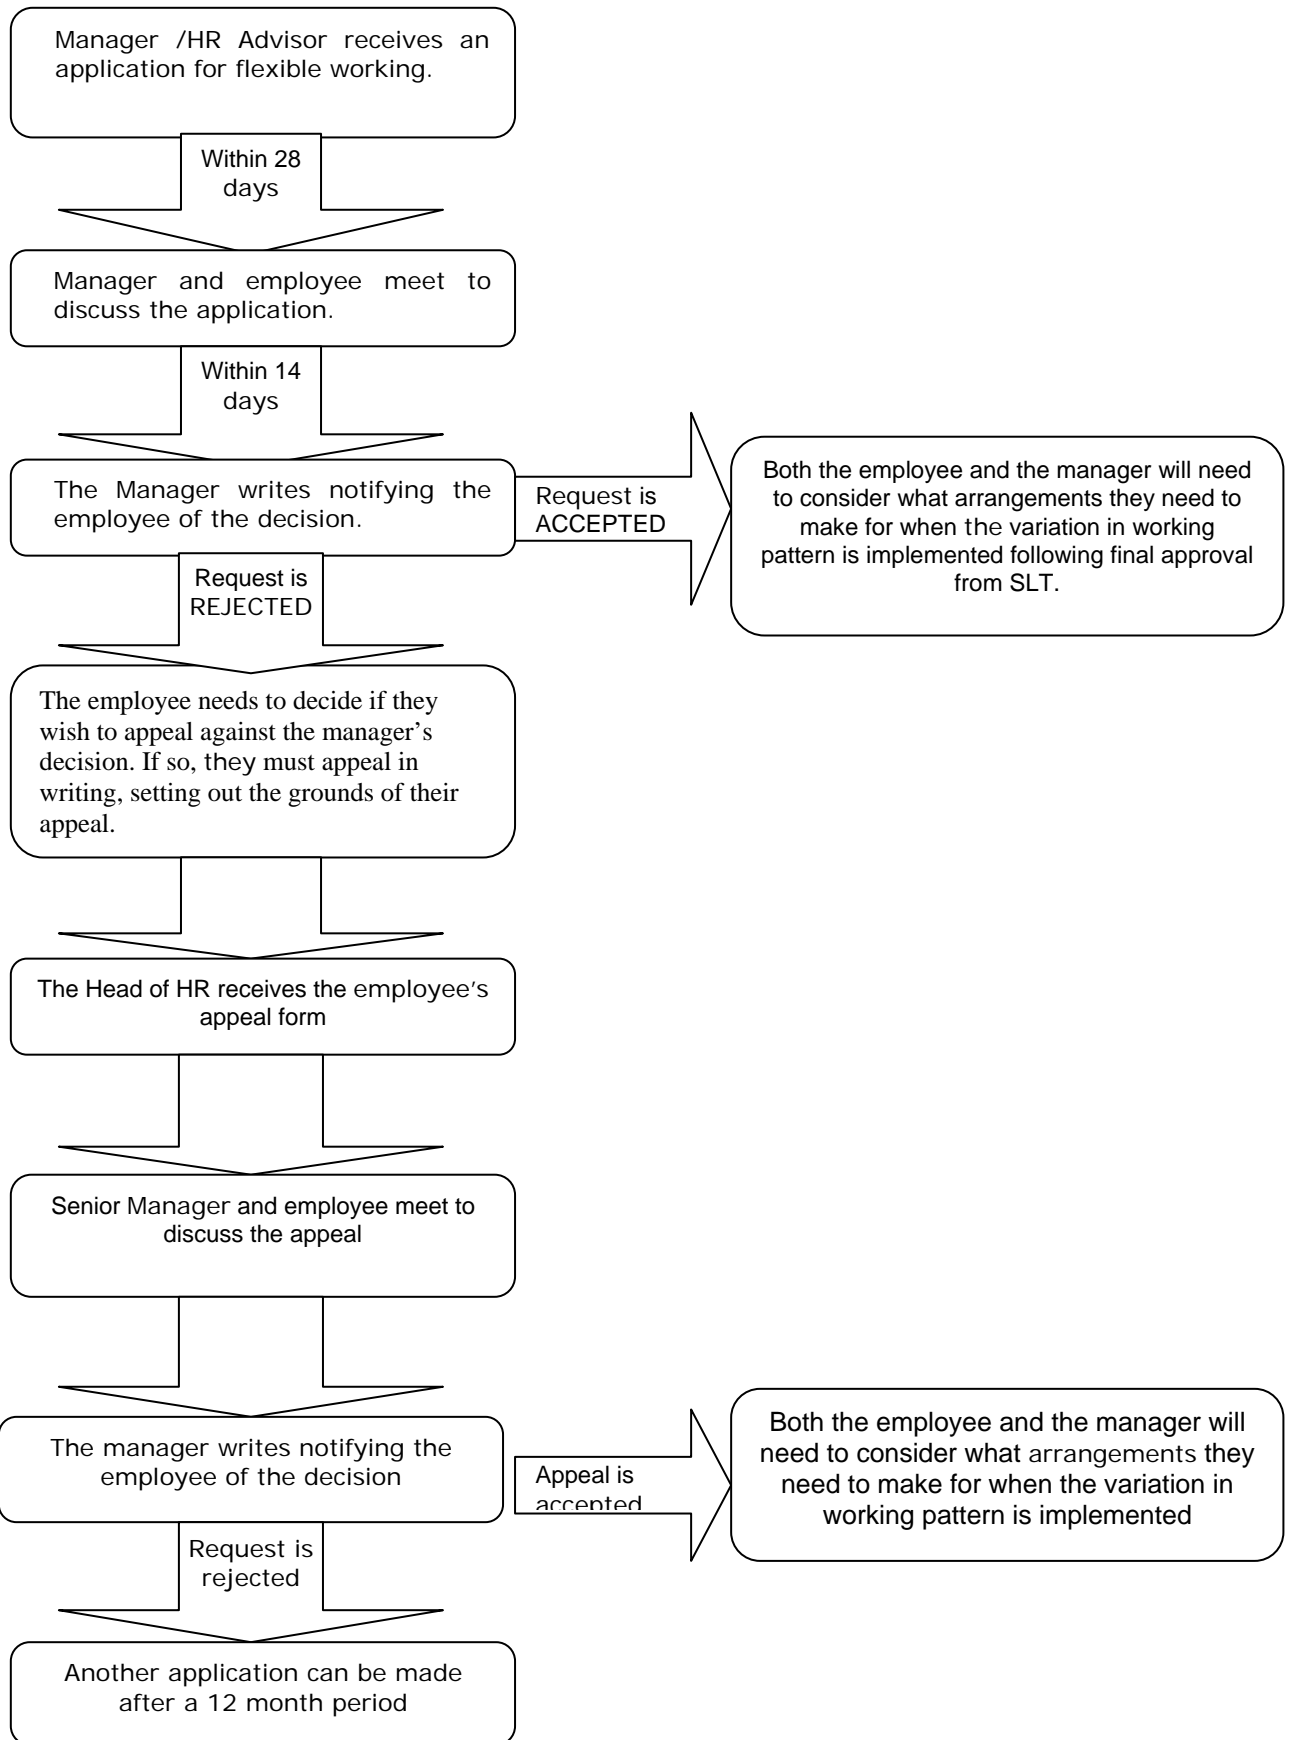 Manager /HR Advisor receives an
application for flexible working.
Within 28
days
Manager and employee meet to
discuss the application.
Within 14
days
The Manager writes notifying the
employee of the decision.
Request is
ACCEPTED
Both the employee and the manager will need
to consider what arrangements they need to
make for when the variation in working
pattern is implemented following final approval
from SLT.
Request is
REJECTED
The employee needs to decide if they
wish to appeal against the manager’s
decision. If so, they must appeal in
writing, setting out the grounds of their
appeal.
The Head of HR receives the employee’s
appeal form
Senior Manager and employee meet to
discuss the appeal
The manager writes notifying the
employee of the decision
Appeal is
accepted
Both the employee and the manager will
need to consider what arrangements they
need to make for when the variation in
working pattern is implemented
Request is
rejected
Another application can be made
after a 12 month period